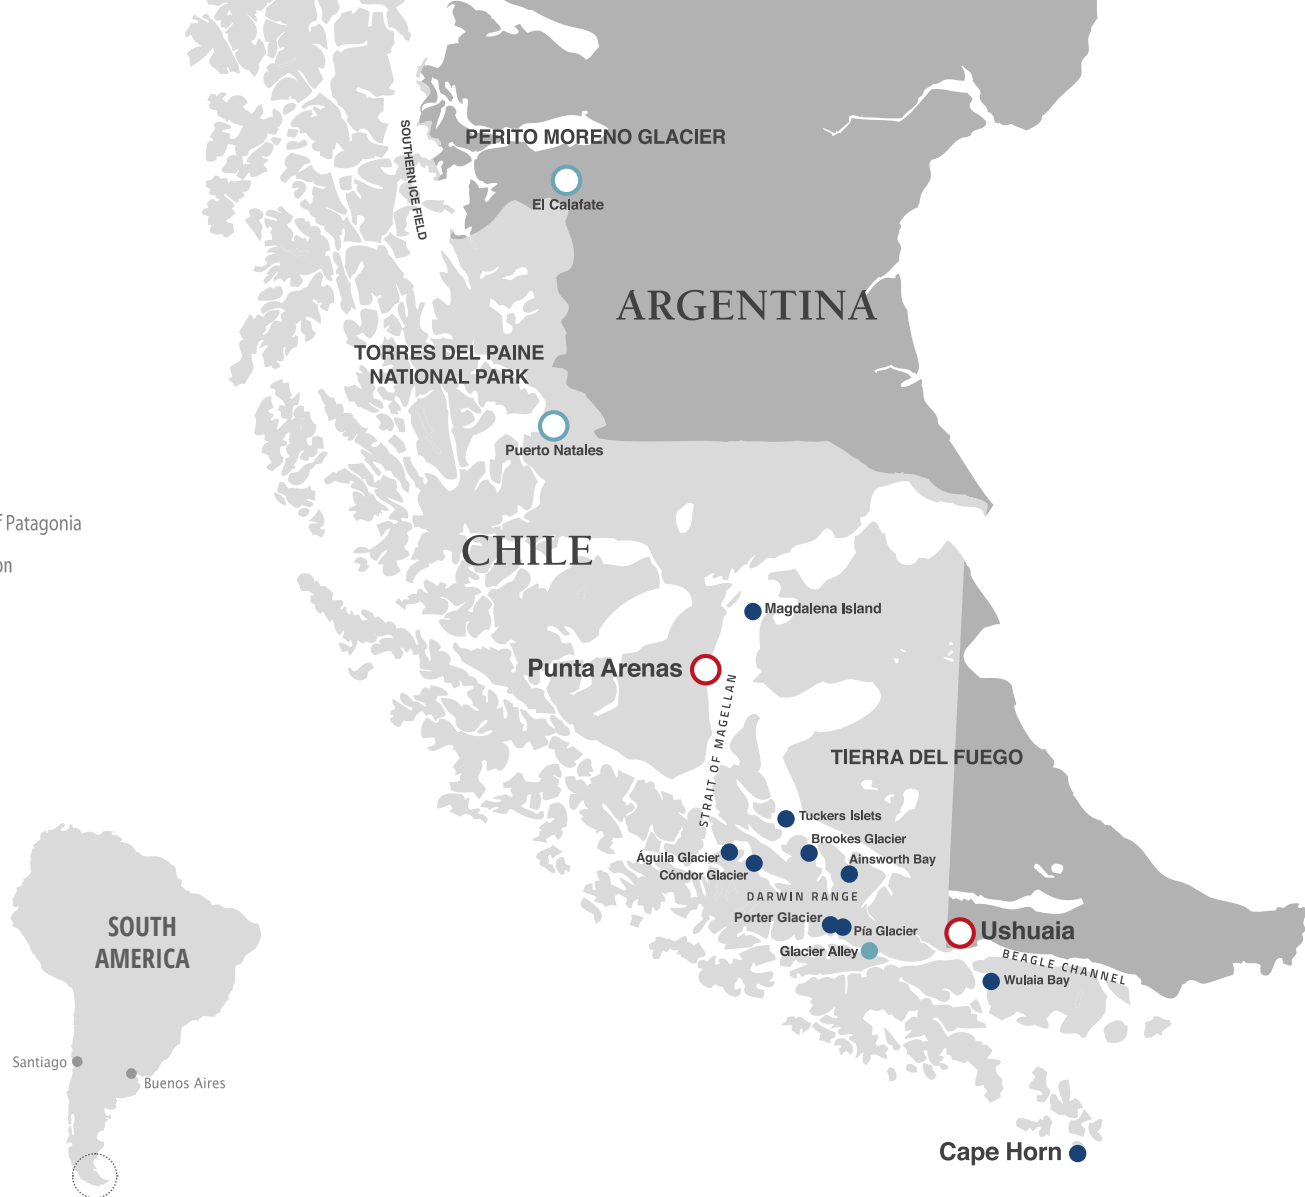 PERITO MORENO GLACIER
SOUTHERN ICE FIELD
El Calafate
ARGENTINA
TORRES DEL PAINE
NATIONAL PARK
Puerto Natales
f Patagonia
CHILE
on
Magdalena Island
Punta Arenas
STRAIT OF MAGELLAN
TIERRA DEL FUEGO
Tuckers Islets
Brookes Glacier
Águila Glacier
Ainsworth Bay
Cóndor Glacier
DARWIN RANGE
Porter Glacier
Pía Glacier
Ushuaia
Glacier Alley
BEAGLE CHANNEL
Wulaia Bay
SOUTH
AMERICA
Santiago
Buenos Aires
Cape Horn